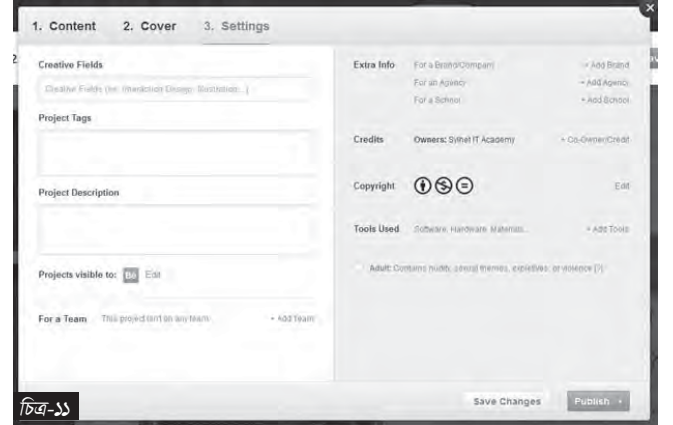 1. Content 2. Cover 3. Settings
Creative Fields
Creative Fields
Project Tags
Project Description
Projects visible to: Bē Edit
For a Team This project isn't on any team. + Add Team
Extra Info For a Brand/Company + Add Brand
For an Agency + Add Agency
For a School + Add School
Credits Owners: Sylhet IT Academy + Co-Owner/Credit
Copyright Edit
Tools Used Software, Hardware, Materials... + Add Tools
Adult: Contains nudity, sexual themes, expletives, or violence [?]
Save Changes Publish
চিত্র-১১